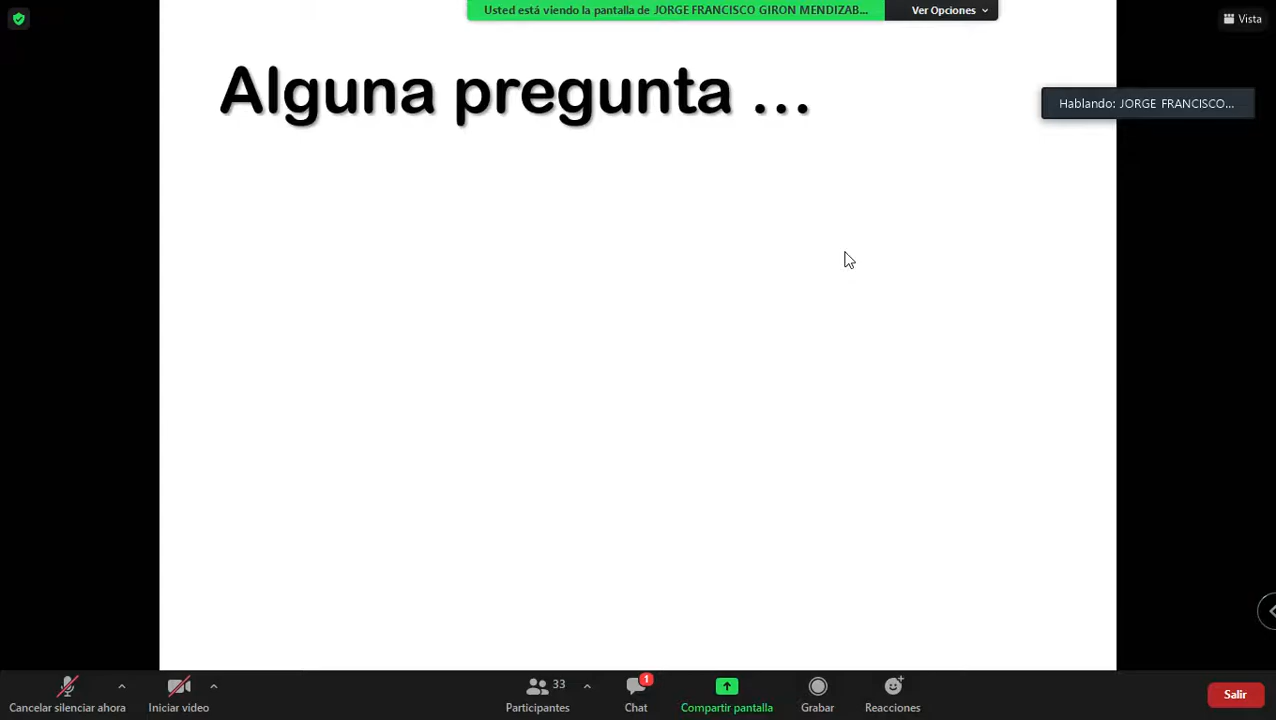 Usted está viendo la pantalla de JORGE FRANCISCO GIRON MENDIZAB...
Ver Opciones
Vista
Alguna pregunta ...
Hablando: JORGE FRANCISCO...
Cancelar silenciar ahora
Iniciar video
33
Participantes
1
Chat
Compartir pantalla
Grabar
Reacciones
Salir